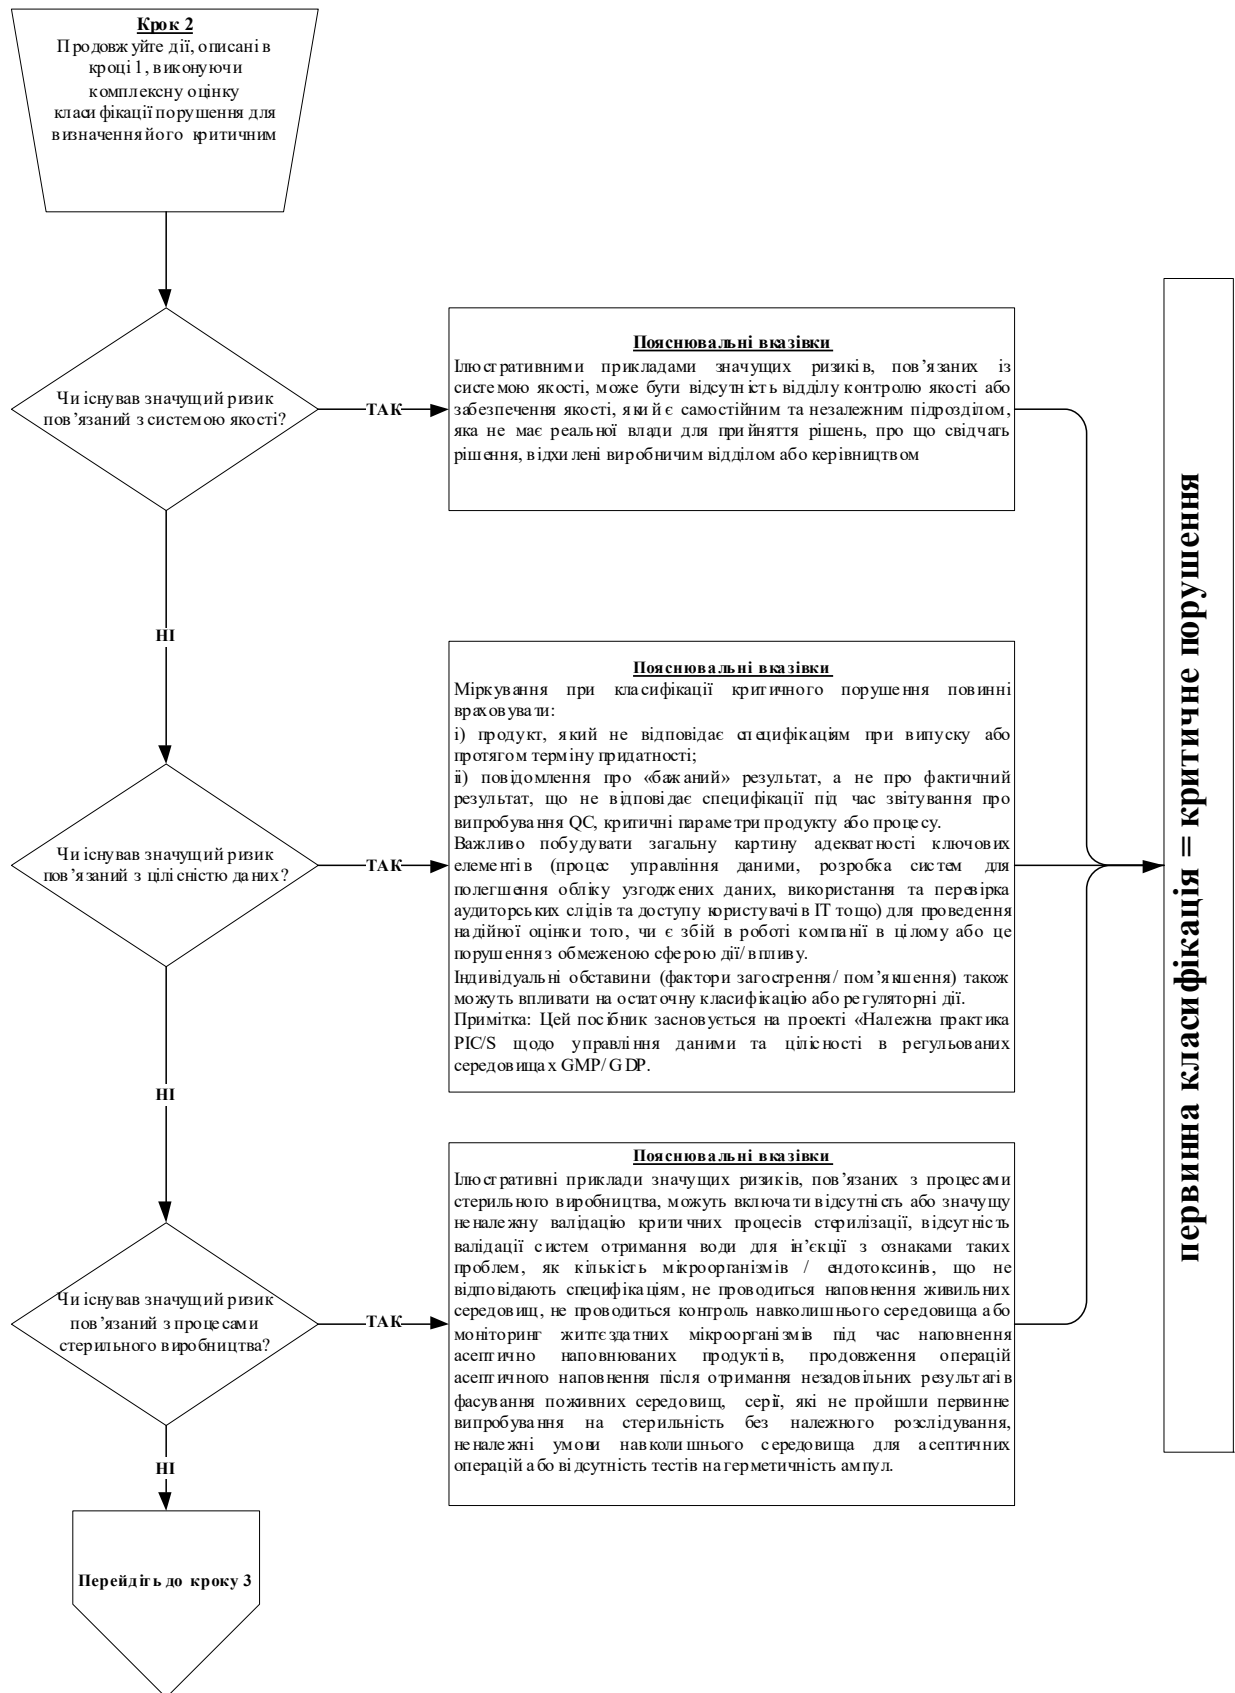 Крок 2
Продовжуйте дії, описані в
кроці 1, виконуючи
комплексну оцінку
класифікації порушення для
визначення його критичним
Чи існував значущий ризик
пов’язаний з системою якості?
ТАК
Пояснювальні вказівки
Ілюстративними прикладами значущих ризиків, пов’язаних із
системою якості, може бути відсутність відділу контролю якості або
забезпечення якості, який є самостійним та незалежним підрозділом,
яка не має реальної влади для прийняття рішень, про що свідчать
рішення, відхилені виробничим відділом або керівництвом
НІ
Чи існував значущий ризик
пов’язаний з цілісністю даних?
ТАК
Пояснювальні вказівки
Міркування при класифікації критичного порушення повинні
враховувати:
і) продукт, який не відповідає специфікаціям при випуску або
протягом терміну придатності;
іі) повідомлення про «бажаний» результат, а не про фактичний
результат, що не відповідає специфікації під час звітування про
випробування QC, критичні параметри продукту або процесу.
Важливо побудувати загальну картину адекватності ключових
елементів (процес управління даними, розробка систем для
полегшення обліку узгоджених даних, використання та перевірка
аудиторських слідів та доступу користувачів ІТ тощо) для проведення
надійної оцінки того, чи є збій в роботі компанії в цілому або це
порушення з обмеженою сферою дії/ впливу.
Індивідуальні обставини (фактори загострення/ пом’якшення) також
можуть впливати на остаточну класифікацію або регуляторні дії.
Примітка: Цей посібник засновується на проекті «Належна практика
PIC/S щодо управління даними та цілісності в регульованих
середовищах GMP/ GDP.
НІ
Чи існував значущий ризик
пов’язаний з процесами
стерильного виробництва?
ТАК
Пояснювальні вказівки
Ілюстративні приклади значущих ризиків, пов’язаних з процесами
стерильного виробництва, можуть включати відсутність або значущу
неналежну валідацію критичних процесів стерилізації, відсутність
валідації систем отримання води для ін’єкції з ознаками таких
проблем, як кількість мікроорганізмів / ендотоксинів, що не
відповідають специфікаціям, не проводиться наповнення живильних
середовищ, не проводиться контроль навколишнього середовища або
моніторинг життєздатних мікроорганізмів під час наповнення
асептично наповнюваних продуктів, продовження операцій
асептичного наповнення після отримання незадовільних результатів
фасування поживних середовищ, серії, які не пройшли первинне
випробування на стерильність без належного розслідування,
неналежні умови навколишнього середовища для асептичних
операцій або відсутність тестів на герметичність ампул.
НІ
Перейдіть до кроку 3
первинна класифікація = критичне порушення